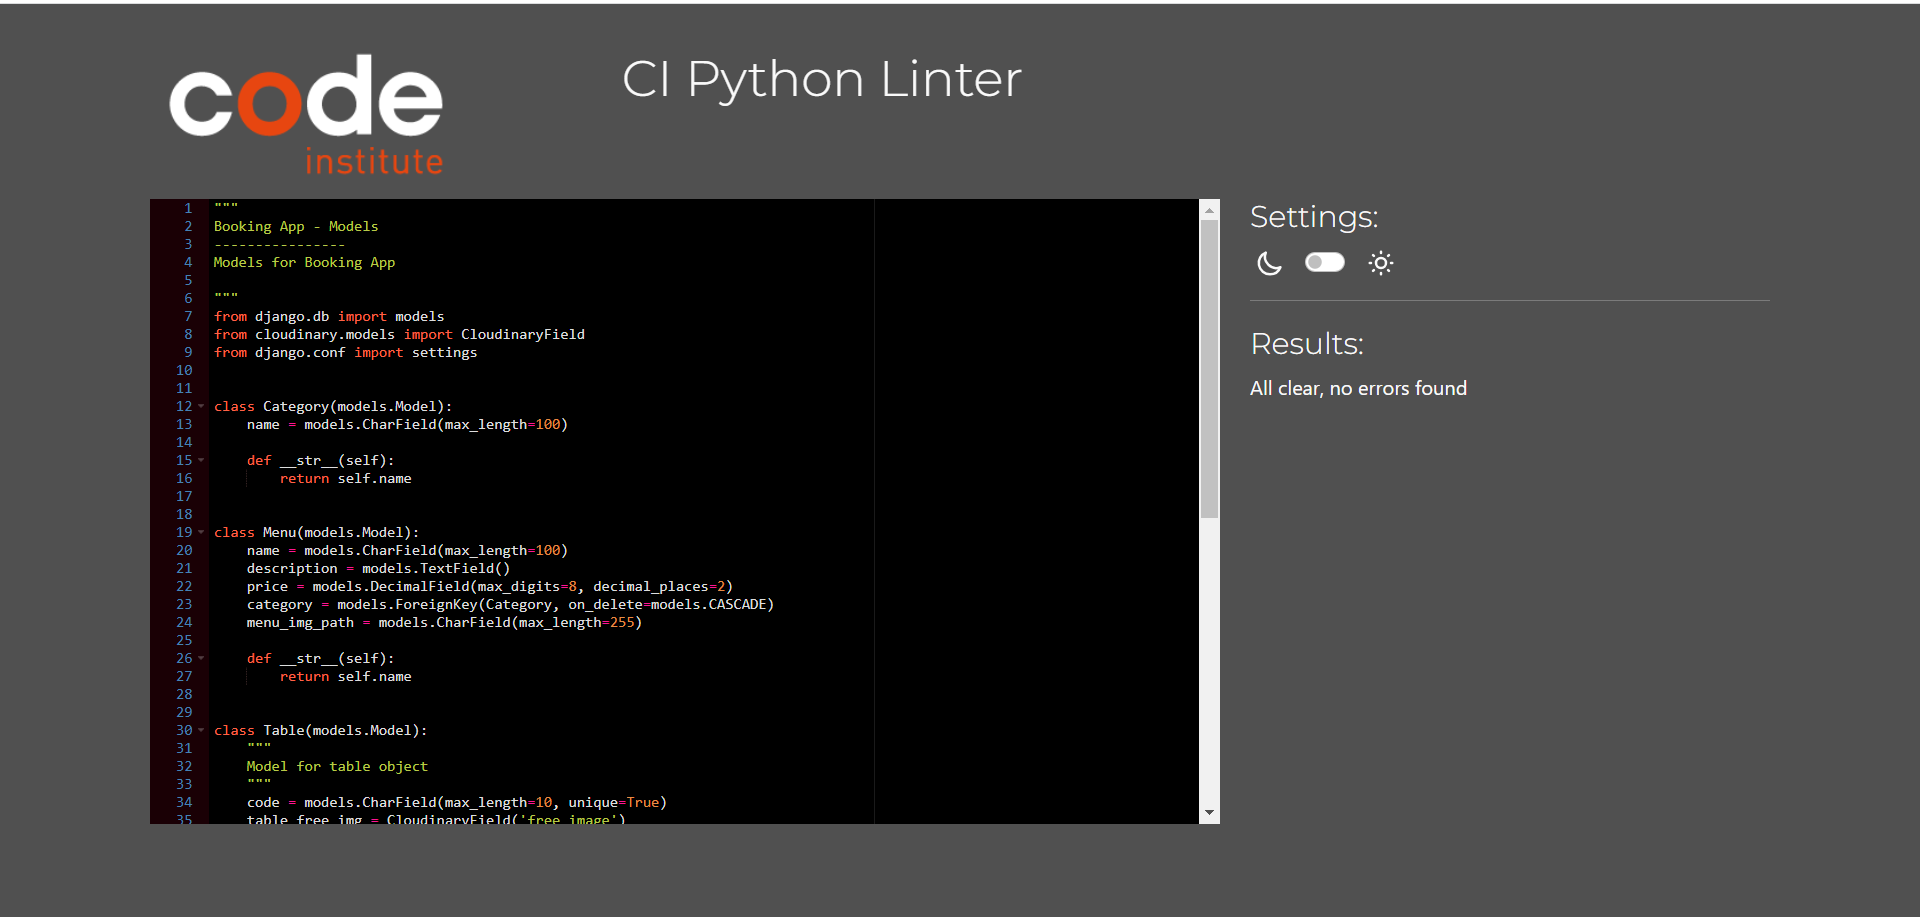 code
institute
CI Python Linter
1 """
2 Booking App - Models
3 ----------------
4 Models for Booking App
5
6 """
7 from django.db import models
8 from cloudinary.models import CloudinaryField
9 from django.conf import settings
10
11
12 class Category(models.Model):
13     name = models.CharField(max_length=100)
14
15     def __str__(self):
16         return self.name
17
18
19 class Menu(models.Model):
20     name = models.CharField(max_length=100)
21     description = models.TextField()
22     price = models.DecimalField(max_digits=8, decimal_places=2)
23     category = models.ForeignKey(Category, on_delete=models.CASCADE)
24     menu_img_path = models.CharField(max_length=255)
25
26     def __str__(self):
27         return self.name
28
29
30 class Table(models.Model):
31     """
32     Model for table object
33     """
34     code = models.CharField(max_length=10, unique=True)
35     table_free_img = CloudinaryField('free_image')
Settings:
Results:
All clear, no errors found